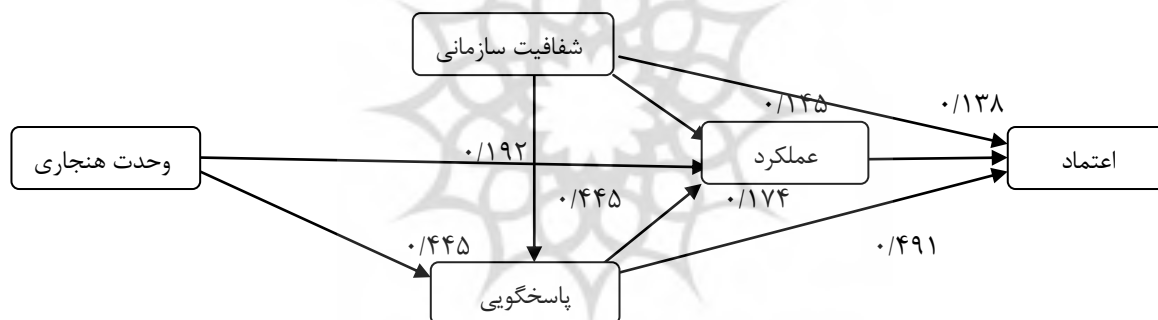 شفافیت سازمانی
۰/۱۴۵
۰/۱۳۸
وحدت هنجاری
۰/۱۹۲
عملکرد
اعتماد
۰/۴۴۵
۰/۱۷۴
۰/۴۴۵
۰/۴۹۱
پاسخگویی